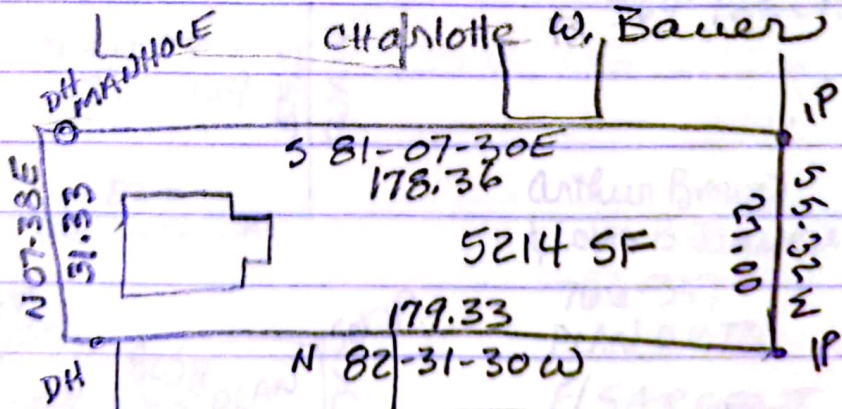 Charlotte W. Bauer
DH
MANHOLE
IP
S 81-07-30E
178.36
N 07-38E
31.33
5214 SF
27.00
S 5-32 W
179.33
N 82-31-30W
DH
IP